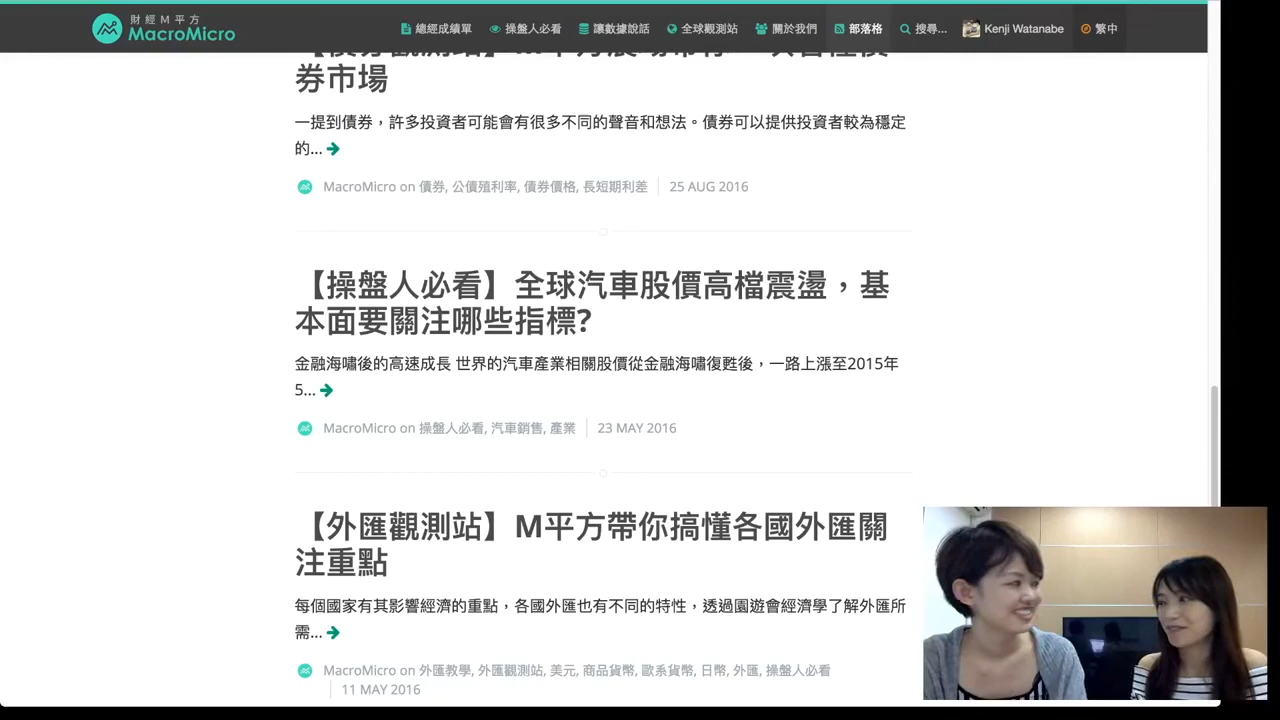 財經M平方
MacroMicro
總經成績單 操盤人必看 讓數據說話 全球觀測站 關於我們 部落格 搜尋... Kenji Watanabe 繁中
券市場
一提到債券，許多投資者可能會有很多不同的聲音和想法。債券可以提供投資者較為穩定
的...
MacroMicro on 債券, 公債殖利率, 債券價格, 長短期利差 25 AUG 2016
【操盤人必看】全球汽車股價高檔震盪，基
本面要關注哪些指標?
金融海嘯後的高速成長 世界的汽車產業相關股價從金融海嘯復甦後，一路上漲至2015年
5...
MacroMicro on 操盤人必看, 汽車銷售, 產業 23 MAY 2016
【外匯觀測站】M平方帶你搞懂各國外匯關
注重點
每個國家有其影響經濟的重點，各國外匯也有不同的特性，透過園遊會經濟學了解外匯所
需...
MacroMicro on 外匯教學, 外匯觀測站, 美元, 商品貨幣, 歐系貨幣, 日幣, 外匯, 操盤人必看
11 MAY 2016